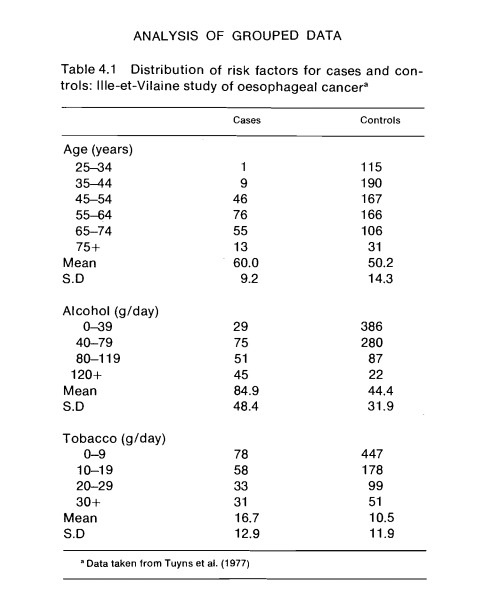 ANALYSIS OF GROUPED DATA
Table 4.1 Distribution of risk factors for cases and con-
trols: Ille-et-Vilaine study of oesophageal cancerª
Cases Controls
Age (years)
25–34 1 115
35–44 9 190
45–54 46 167
55–64 76 166
65–74 55 106
75+ 13 31
Mean 60.0 50.2
S.D 9.2 14.3
Alcohol (g/day)
0–39 29 386
40–79 75 280
80–119 51 87
120+ 45 22
Mean 84.9 44.4
S.D 48.4 31.9
Tobacco (g/day)
0–9 78 447
10–19 58 178
20–29 33 99
30+ 31 51
Mean 16.7 10.5
S.D 12.9 11.9
ª Data taken from Tuyns et al. (1977)